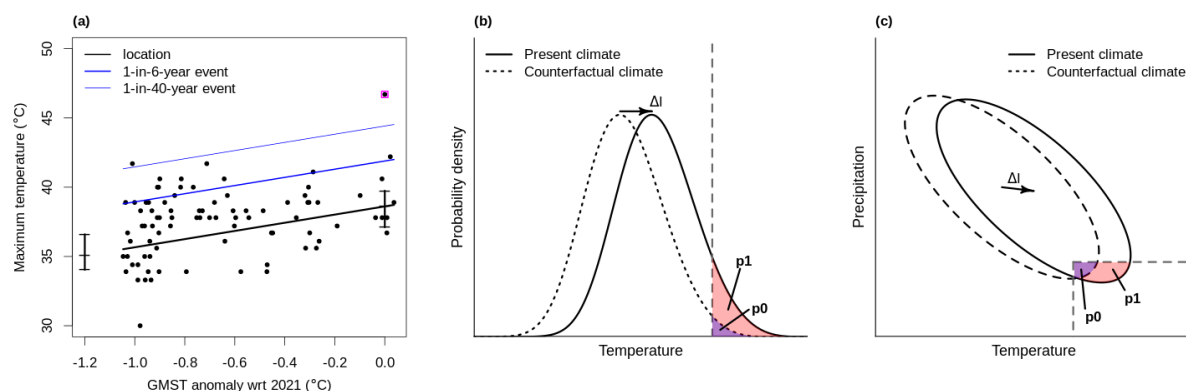 (a)
50
45
40
35
30
Maximum temperature (°C)
location
1-in-6-year event
1-in-40-year event
-1.2
-1.0
-0.8
-0.6
-0.4
-0.2
0.0
GMST anomaly wrt 2021 (°C)
(b)
Probability density
Present climate
Counterfactual climate
ΔI
p1
p0
Temperature
(c)
Precipitation
Present climate
Counterfactual climate
ΔI
p0
p1
Temperature